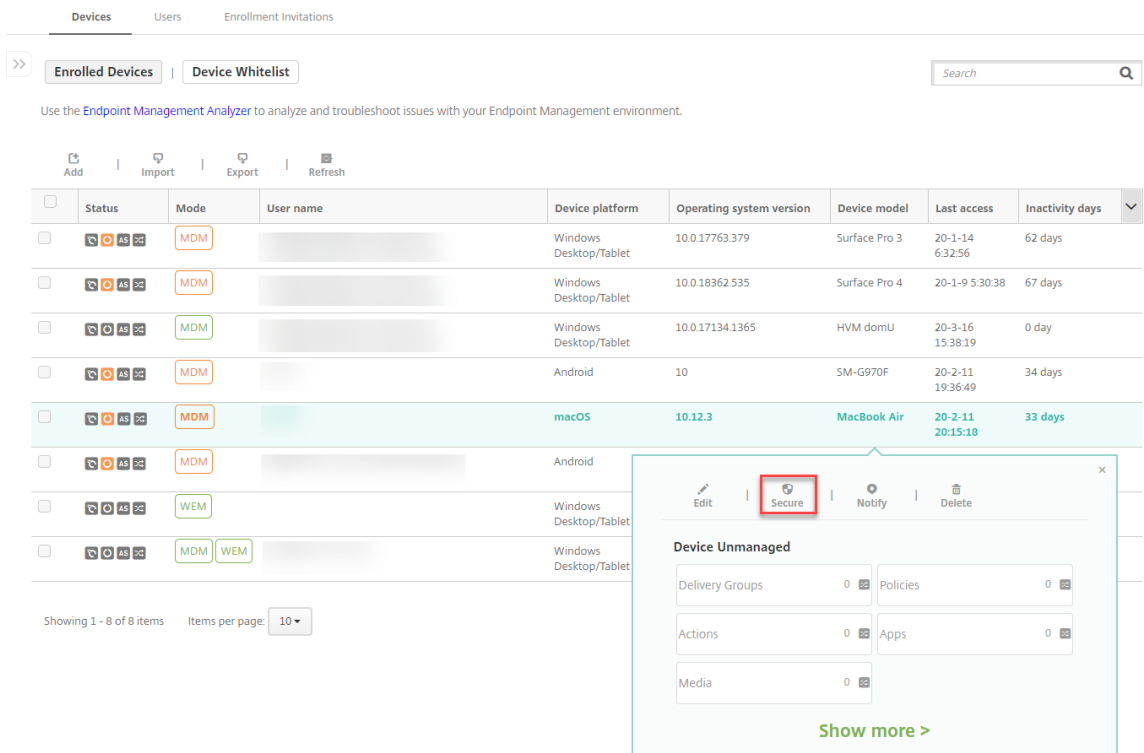 Devices Users Enrollment Invitations
Enrolled Devices | Device Whitelist Search
Use the Endpoint Management Analyzer to analyze and troubleshoot issues with your Endpoint Management environment.
Add | Import | Export | Refresh
Status Mode User name Device platform Operating system version Device model Last access Inactivity days
AS MDM Windows Desktop/Tablet 10.0.17763.379 Surface Pro 3 20-1-14 6:32:56 62 days
AS MDM Windows Desktop/Tablet 10.0.18362.535 Surface Pro 4 20-1-9 5:30:38 67 days
AS MDM Windows Desktop/Tablet 10.0.17134.1365 HVM domU 20-3-16 15:38:19 0 day
AS MDM Android 10 SM-G970F 20-2-11 19:36:49 34 days
AS MDM macOS 10.12.3 MacBook Air 20-2-11 20:15:18 33 days
AS MDM Android
AS WEM Windows Desktop/Tablet
AS MDM WEM Windows Desktop/Tablet
Showing 1 - 8 of 8 items Items per page: 10
×
Edit | Secure | Notify | Delete
Device Unmanaged
Delivery Groups 0 Policies 0
Actions 0 Apps 0
Media 0
Show more >